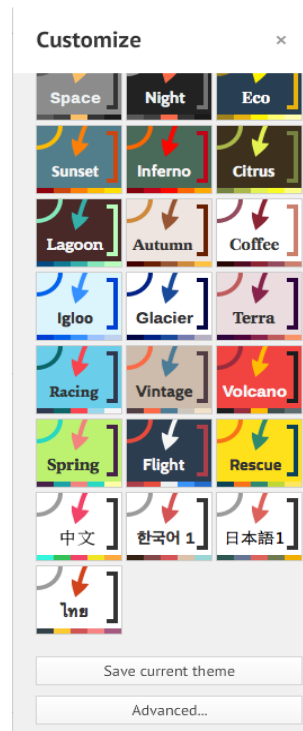 Customize ×
Space Night Eco
Sunset Inferno Citrus
Lagoon Autumn Coffee
Igloo Glacier Terra
Racing Vintage Volcano
Spring Flight Rescue
中文 한국어 1 日本語1
ไทย
Save current theme
Advanced...